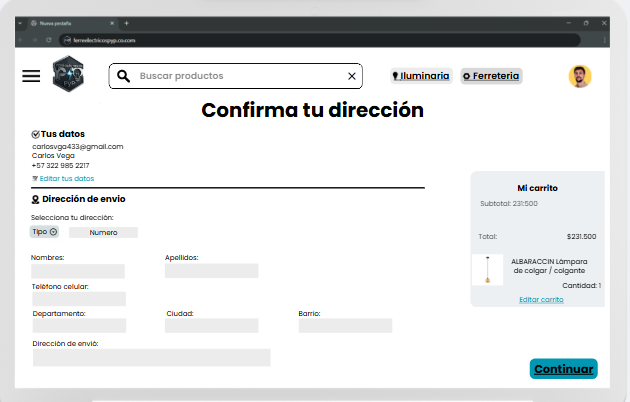 Nueva pestaña
ferreelectricospyp.co.com
PYP
Buscar productos
Iluminaria
Ferreteria
Confirma tu dirección
Tus datos
carlosvga433@gmail.com
Carlos Vega
+57 322 985 2217
Editar tus datos
Dirección de envio
Selecciona tu dirección:
Tipo
Numero
Nombres:
Apellidos:
Teléfono celular:
Departamento:
Ciudad:
Barrio:
Dirección de envió:
Mi carrito
Subtotal: 231:500
Total:
$231.500
ALBARACCIN Lámpara
de colgar / colgante
Cantidad: 1
Editar carrito
Continuar